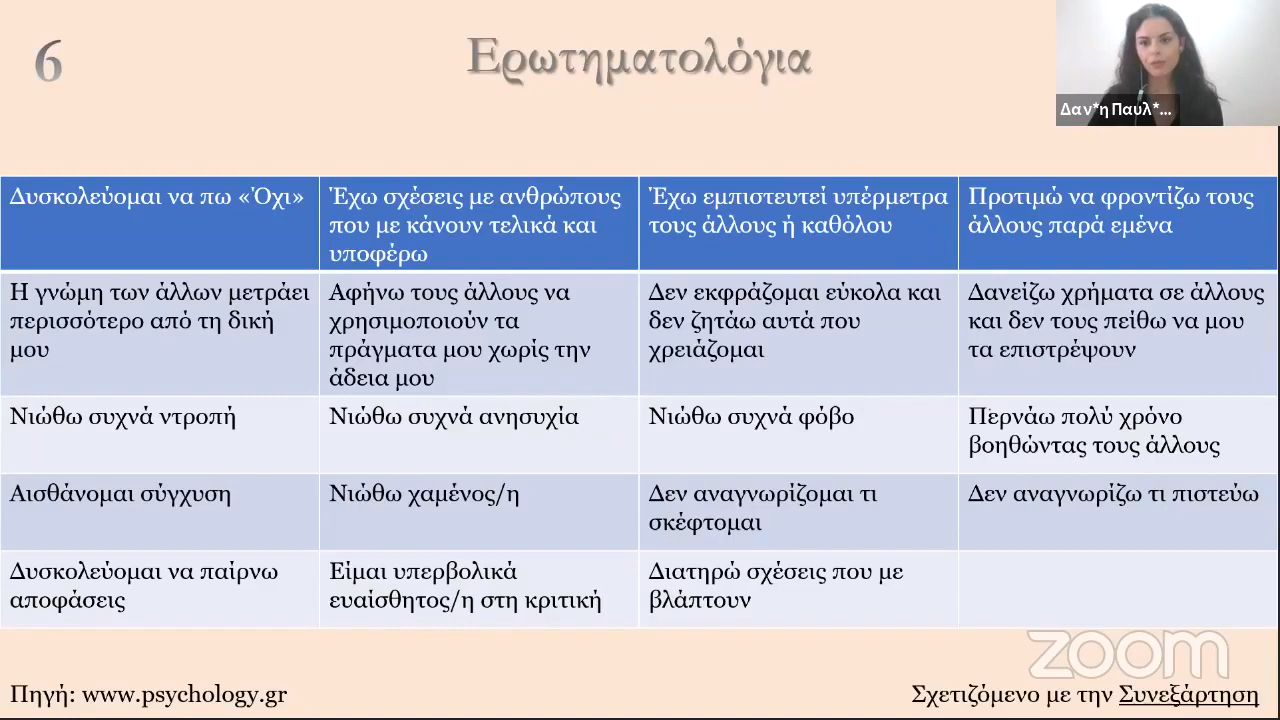 6
Ερωτηματολόγια
Δαν*η Παυλ*...
Δυσκολεύομαι να πω «Όχι»
Έχω σχέσεις με ανθρώπους
που με κάνουν τελικά και
υποφέρω
Έχω εμπιστευτεί υπέρμετρα
τους άλλους ή καθόλου
Προτιμώ να φροντίζω τους
άλλους παρά εμένα
Η γνώμη των άλλων μετράει
περισσότερο από τη δική
μου
Αφήνω τους άλλους να
χρησιμοποιούν τα
πράγματα μου χωρίς την
άδεια μου
Δεν εκφράζομαι εύκολα και
δεν ζητάω αυτά που
χρειάζομαι
Δανείζω χρήματα σε άλλους
και δεν τους πείθω να μου
τα επιστρέψουν
Νιώθω συχνά ντροπή
Νιώθω συχνά ανησυχία
Νιώθω συχνά φόβο
Περνάω πολύ χρόνο
βοηθώντας τους άλλους
Αισθάνομαι σύγχυση
Νιώθω χαμένος/η
Δεν αναγνωρίζομαι τι
σκέφτομαι
Δεν αναγνωρίζω τι πιστεύω
Δυσκολεύομαι να παίρνω
αποφάσεις
Είμαι υπερβολικά
ευαίσθητος/η στη κριτική
Διατηρώ σχέσεις που με
βλάπτουν
zoom
Πηγή: www.psychology.gr
Σχετιζόμενο με την Συνεξάρτηση